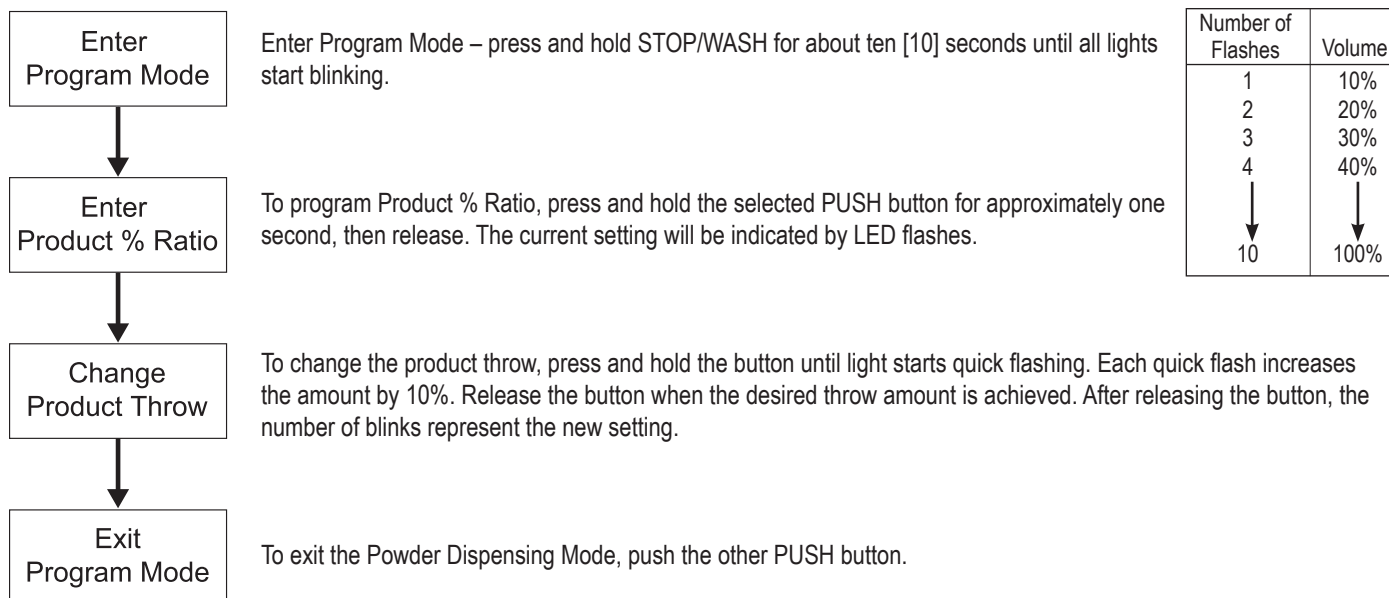 Enter
Program Mode
Enter Program Mode – press and hold STOP/WASH for about ten [10] seconds until all lights
start blinking.
Number of
Flashes Volume
1 10%
2 20%
3 30%
4 40%
10 100%
Enter
Product % Ratio
To program Product % Ratio, press and hold the selected PUSH button for approximately one
second, then release. The current setting will be indicated by LED flashes.
Change
Product Throw
To change the product throw, press and hold the button until light starts quick flashing. Each quick flash increases
the amount by 10%. Release the button when the desired throw amount is achieved. After releasing the button, the
number of blinks represent the new setting.
Exit
Program Mode
To exit the Powder Dispensing Mode, push the other PUSH button.